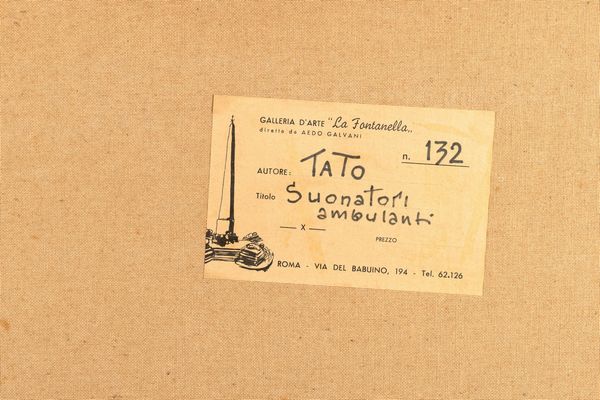 GALLERIA D'ARTE "La Fontanella,,
diretta da AEDO GALVANI
n. 132
AUTORE: TATO
Titolo Suonatori
ambulanti
— X —
PREZZO
ROMA - VIA DEL BABUINO, 194 - Tel. 62.126